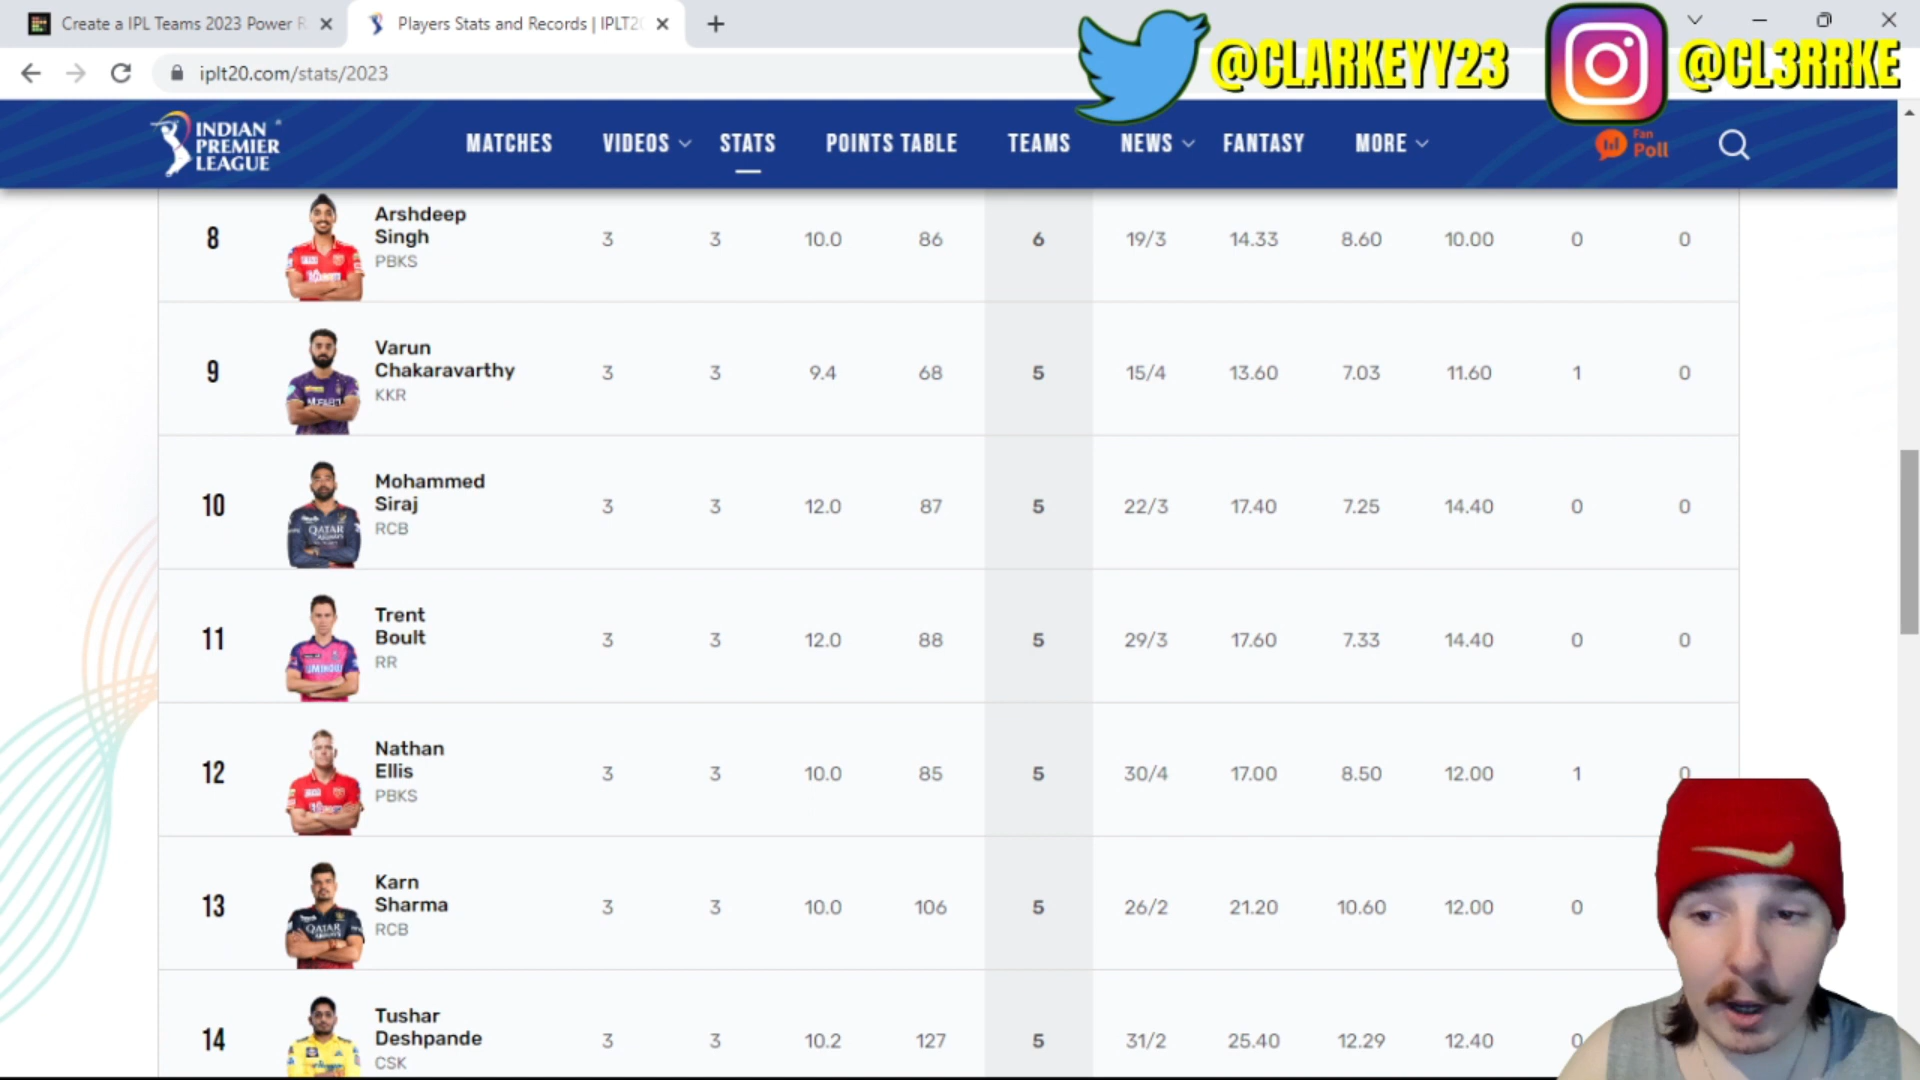 Create a IPL Teams 2023 Power R
Players Stats and Records | IPLT20
iplt20.com/stats/2023
@CLARKEYY23
@CL3RRKE
INDIAN
PREMIER
LEAGUE
MATCHES VIDEOS STATS POINTS TABLE TEAMS NEWS FANTASY MORE
Fan
Poll
8 Arshdeep Singh PBKS 3 3 10.0 86 6 19/3 14.33 8.60 10.00 0 0
9 Varun Chakaravarthy KKR 3 3 9.4 68 5 15/4 13.60 7.03 11.60 1 0
10 Mohammed Siraj RCB 3 3 12.0 87 5 22/3 17.40 7.25 14.40 0 0
QATAR
11 Trent Boult RR 3 3 12.0 88 5 29/3 17.60 7.33 14.40 0 0
12 Nathan Ellis PBKS 3 3 10.0 85 5 30/4 17.00 8.50 12.00 1 0
13 Karn Sharma RCB 3 3 10.0 106 5 26/2 21.20 10.60 12.00 0
QATAR
14 Tushar Deshpande CSK 3 3 10.2 127 5 31/2 25.40 12.29 12.40 0